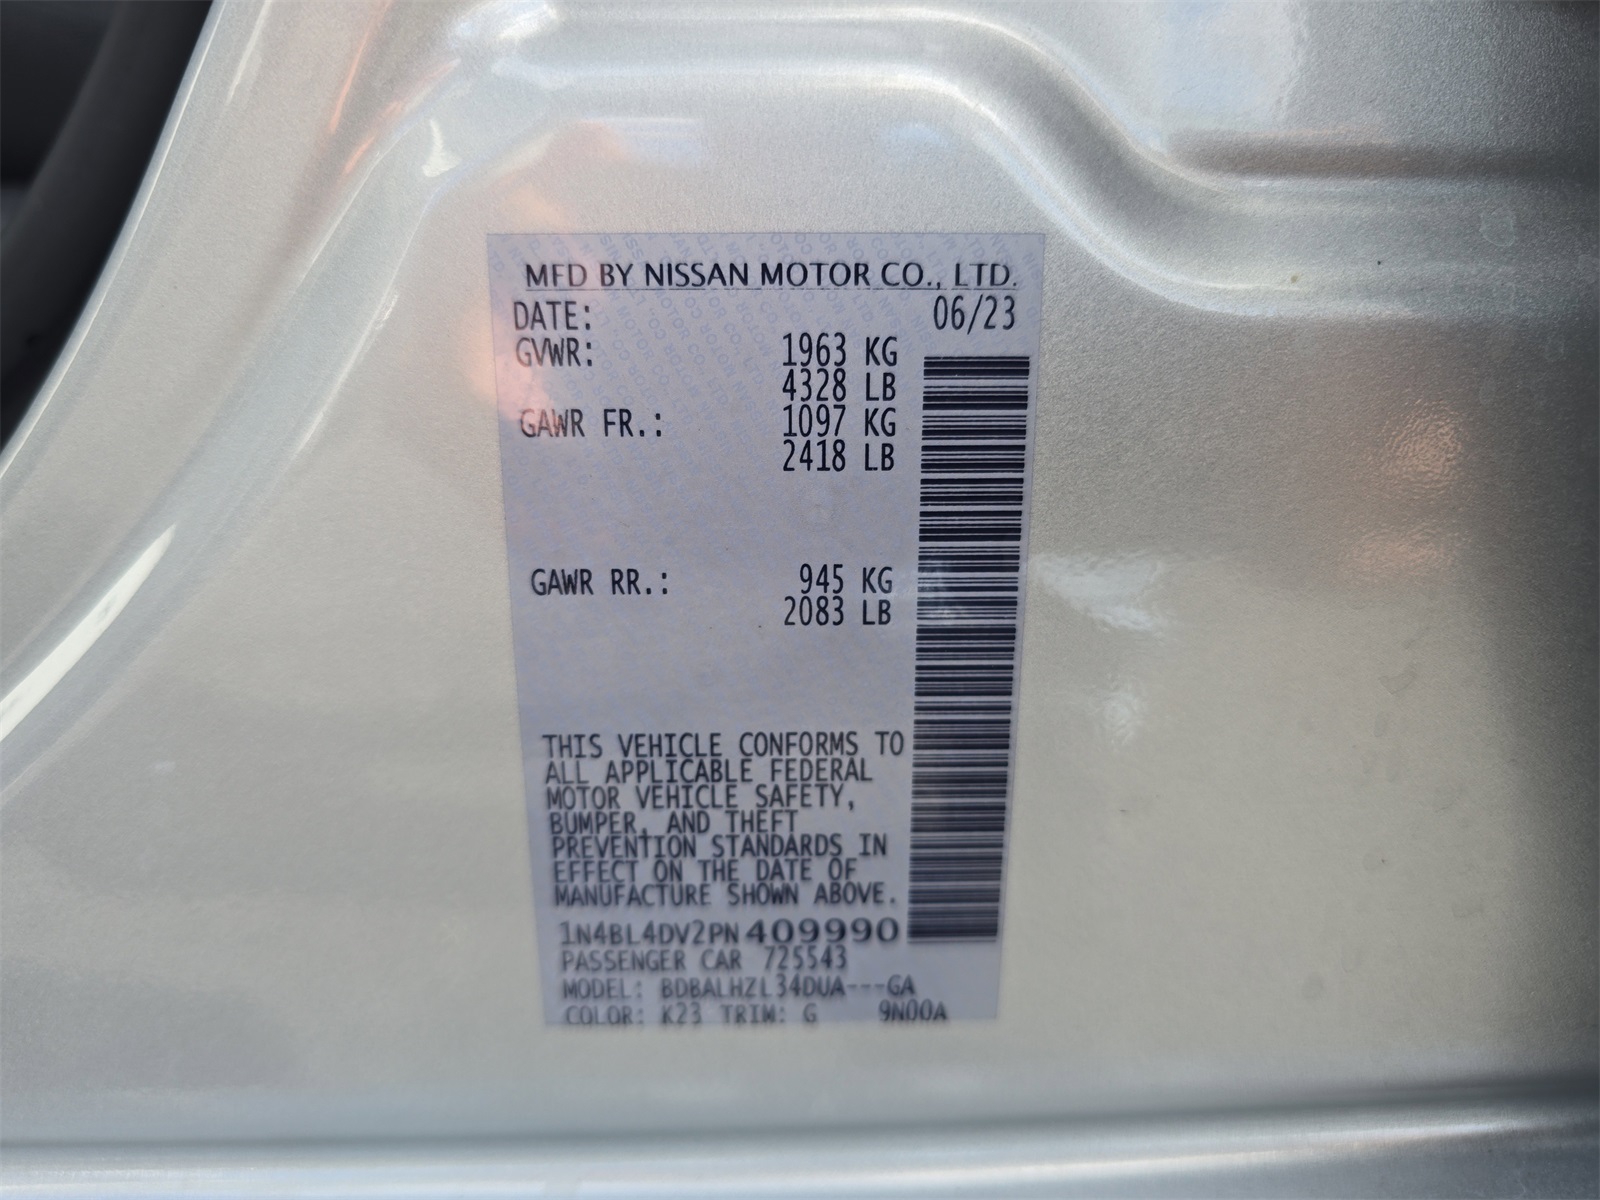 MFD BY NISSAN MOTOR CO., LTD.
DATE: 06/23
GVWR: 1963 KG
4328 LB
GAWR FR.: 1097 KG
2418 LB
GAWR RR.: 945 KG
2083 LB
THIS VEHICLE CONFORMS TO
ALL APPLICABLE FEDERAL
MOTOR VEHICLE SAFETY,
BUMPER, AND THEFT
PREVENTION STANDARDS IN
EFFECT ON THE DATE OF
MANUFACTURE SHOWN ABOVE.
1N4BL4DV2PN409990
PASSENGER CAR 725543
MODEL: BDBALHZL34DUA---GA
COLOR: K23 TRIM: G 9N00A